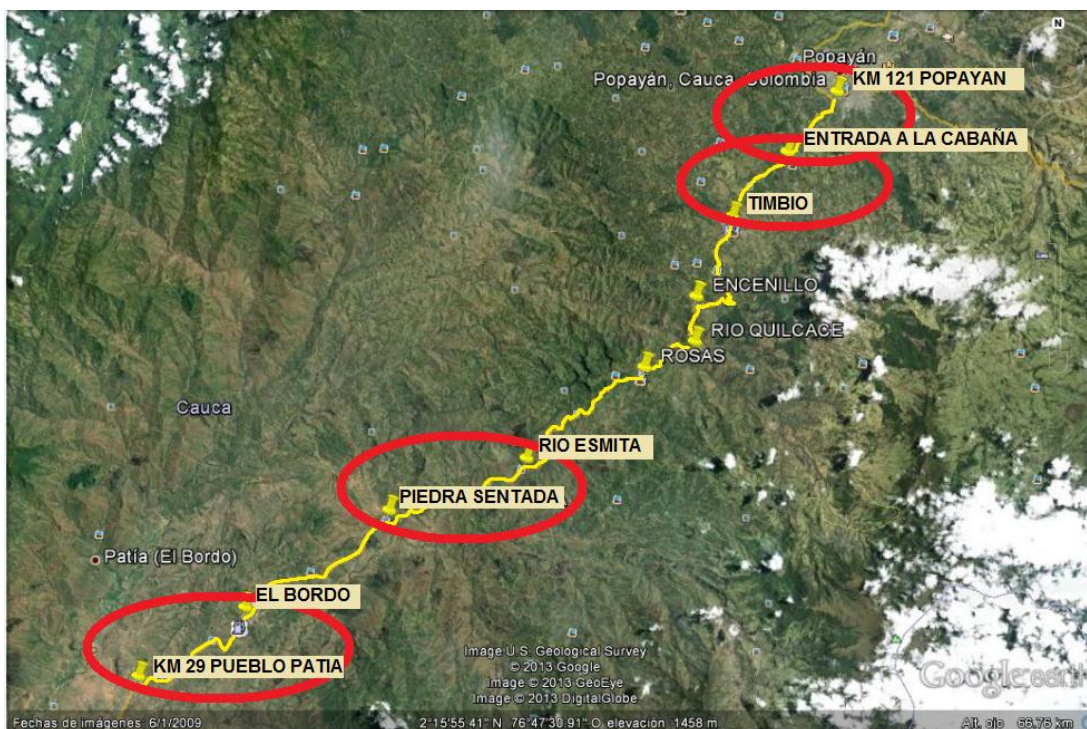 N
Popayán
Popayán, Cauca, Colombia
KM 121 POPAYAN
ENTRADA A LA CABAÑA
TIMBIO
ENCENILLO
RIO QUILCACE
ROSAS
Cauca
RIO ESMITA
PIEDRA SENTADA
Patía (El Bordo)
EL BORDO
KM 29 PUEBLO PATIA
Image U.S. Geological Survey
© 2013 Google
Image © 2013 GeoEye
Image © 2013 DigitalGlobe
Google earth
Fechas de imágenes: 6/1/2009
2°15'55.41" N 76°47'30.91" O elevación 1458 m
Alt. ojo 66.76 km